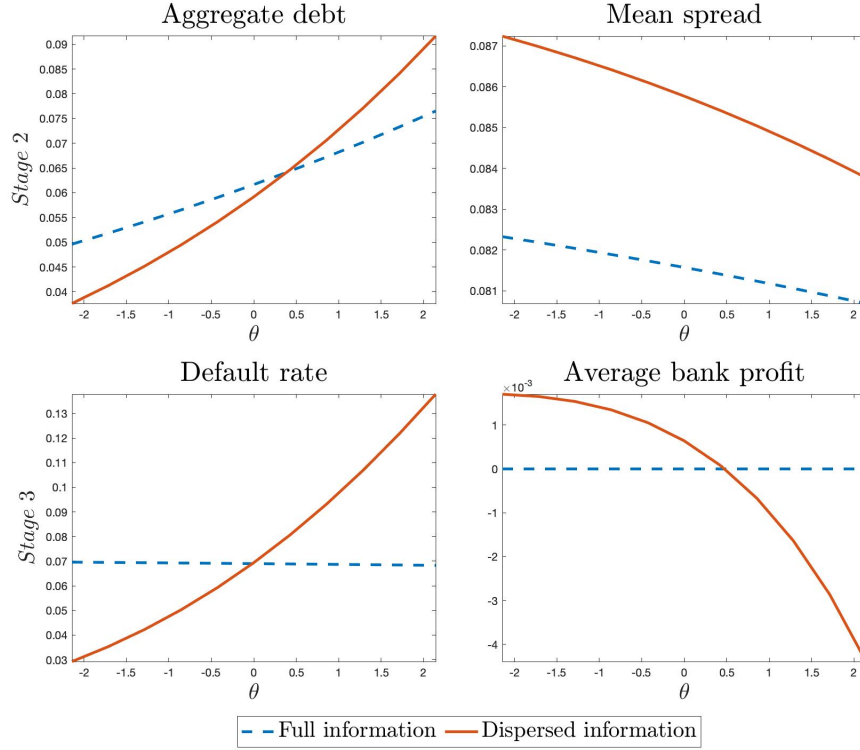 Aggregate debt
0.09
0.085
0.08
0.075
0.07
0.065
0.06
0.055
0.05
0.045
0.04
Stage 2
-2 -1.5 -1 -0.5 0 0.5 1 1.5 2
θ
Mean spread
0.087
0.086
0.085
0.084
0.083
0.082
0.081
-2 -1.5 -1 -0.5 0 0.5 1 1.5 2
θ
Default rate
0.13
0.12
0.11
0.1
0.09
0.08
0.07
0.06
0.05
0.04
0.03
Stage 3
-2 -1.5 -1 -0.5 0 0.5 1 1.5 2
θ
Average bank profit
×10⁻³
1
0
-1
-2
-3
-4
-2 -1.5 -1 -0.5 0 0.5 1 1.5 2
θ
Full information Dispersed information